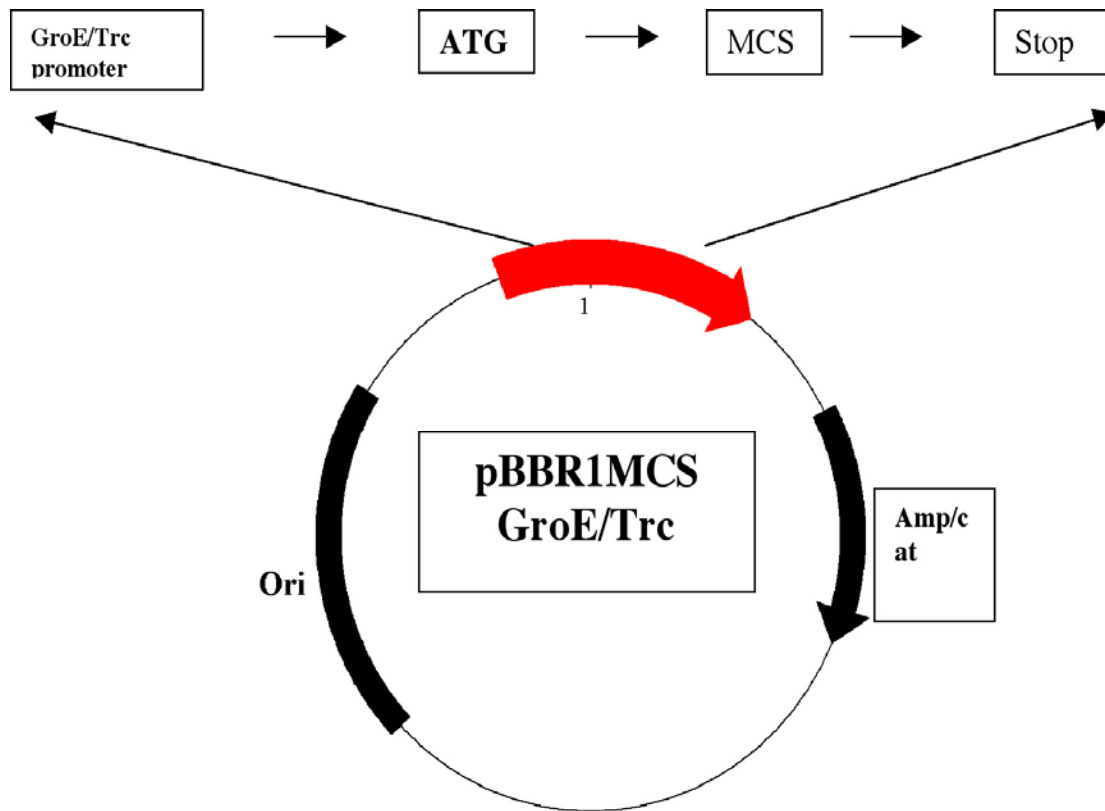 GroE/Trc
promoter
ATG
MCS
Stop
1
pBBR1MCS
GroE/Trc
Amp/c
at
Ori